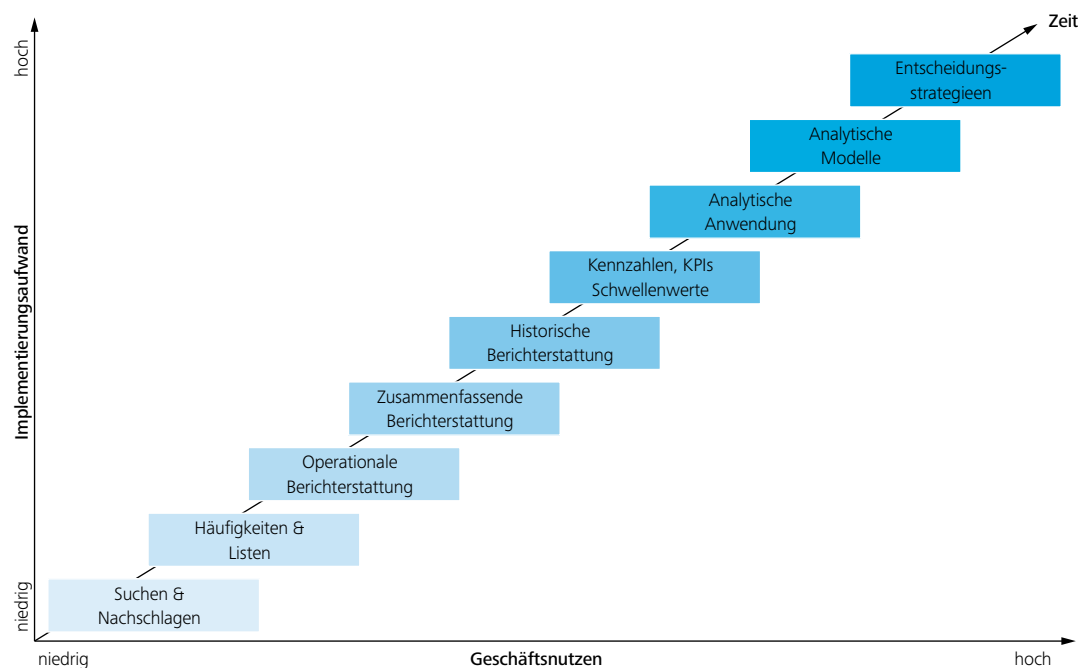 Zeit
hoch
Entscheidungs-
strategieen
Analytische
Modelle
Analytische
Anwendung
Implementierungsaufwand
Kennzahlen, KPIs
Schwellenwerte
Historische
Berichterstattung
Zusammenfassende
Berichterstattung
Operationale
Berichterstattung
Häufigkeiten &
Listen
niedrig
Suchen &
Nachschlagen
niedrig
Geschäftsnutzen
hoch